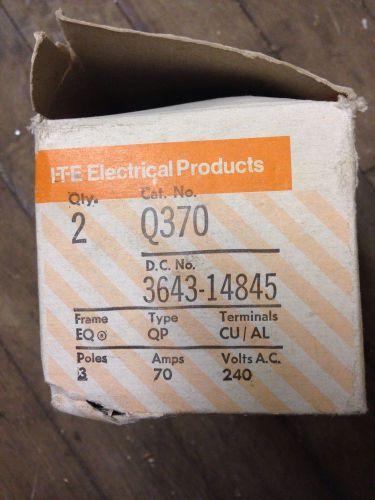 I-T-E Electrical Products
Qty. Cat. No.
2 Q370
D.C. No.
3643-14845
Frame Type Terminals
EQ® QP CU/AL
Poles Amps Volts A.C.
3 70 240